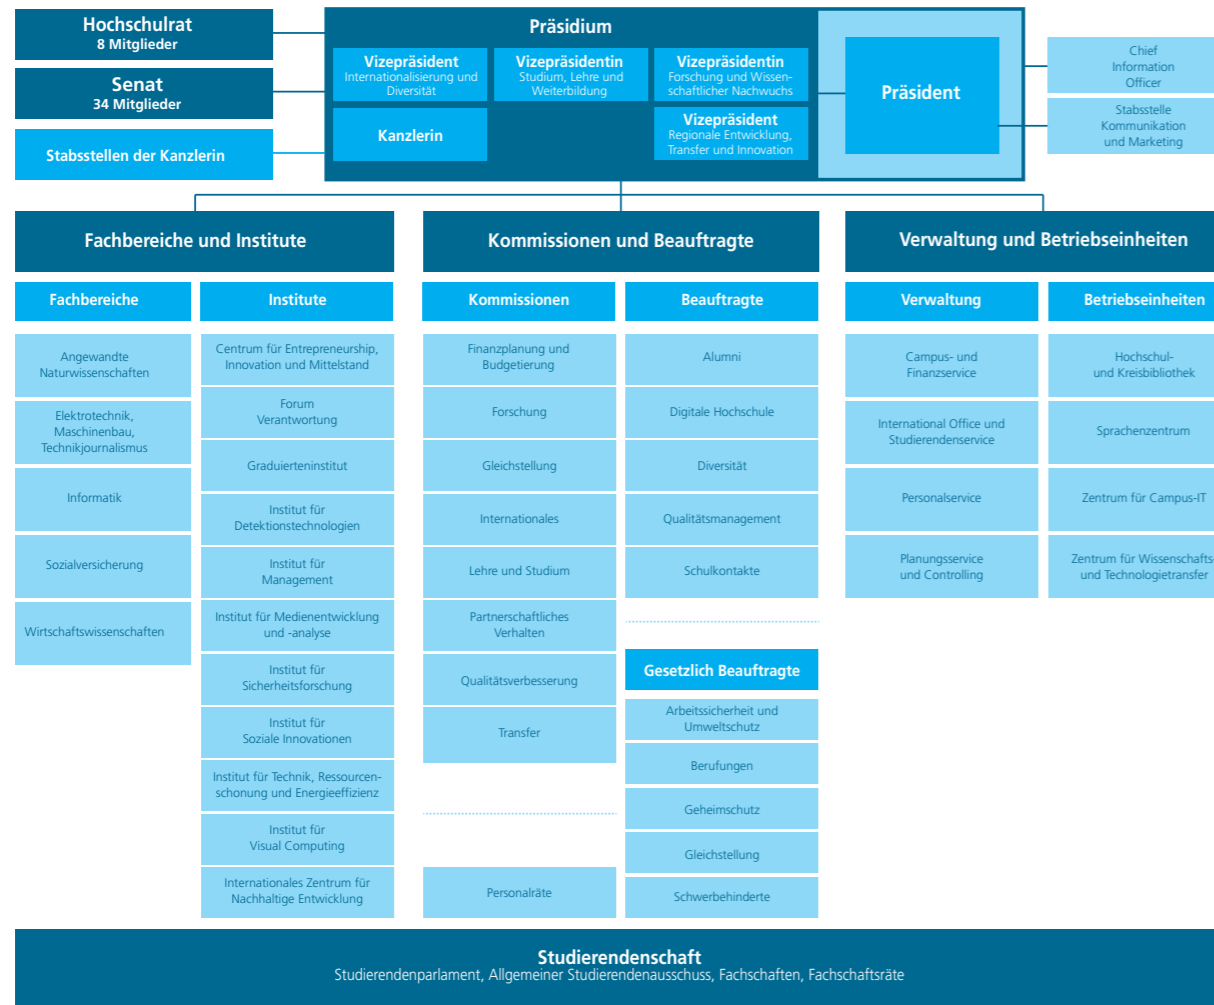 Hochschulrat
8 Mitglieder
Senat
34 Mitglieder
Stabsstellen der Kanzlerin
Präsidium
Vizepräsident
Internationalisierung und
Diversität
Vizepräsidentin
Studium, Lehre und
Weiterbildung
Vizepräsidentin
Forschung und Wissen-
schaftlicher Nachwuchs
Kanzlerin
Vizepräsident
Regionale Entwicklung,
Transfer und Innovation
Präsident
Chief
Information
Officer
Stabsstelle
Kommunikation
und Marketing
Fachbereiche und Institute
Fachbereiche
Angewandte
Naturwissenschaften
Elektrotechnik,
Maschinenbau,
Technikjournalismus
Informatik
Sozialversicherung
Wirtschaftswissenschaften
Institute
Centrum für Entrepreneurship,
Innovation und Mittelstand
Forum
Verantwortung
Graduierteninstitut
Institut für
Detektionstechnologien
Institut für
Management
Institut für Medienentwicklung
und -analyse
Institut für
Sicherheitsforschung
Institut für
Soziale Innovationen
Institut für Technik, Ressourcen-
schonung und Energieeffizienz
Institut für
Visual Computing
Internationales Zentrum für
Nachhaltige Entwicklung
Kommissionen und Beauftragte
Kommissionen
Finanzplanung und
Budgetierung
Forschung
Gleichstellung
Internationales
Lehre und Studium
Partnerschaftliches
Verhalten
Qualitätsverbesserung
Transfer
Personalräte
Beauftragte
Alumni
Digitale Hochschule
Diversität
Qualitätsmanagement
Schulkontakte
Gesetzlich Beauftragte
Arbeitssicherheit und
Umweltschutz
Berufungen
Geheimschutz
Gleichstellung
Schwerbehinderte
Verwaltung und Betriebseinheiten
Verwaltung
Campus- und
Finanzservice
International Office und
Studierendenservice
Personalservice
Planungsservice
und Controlling
Betriebseinheiten
Hochschul-
und Kreisbibliothek
Sprachenzentrum
Zentrum für Campus-IT
Zentrum für Wissenschafts-
und Technologietransfer
Studierendenschaft
Studierendenparlament, Allgemeiner Studierendenausschuss, Fachschaften, Fachschaftsräte